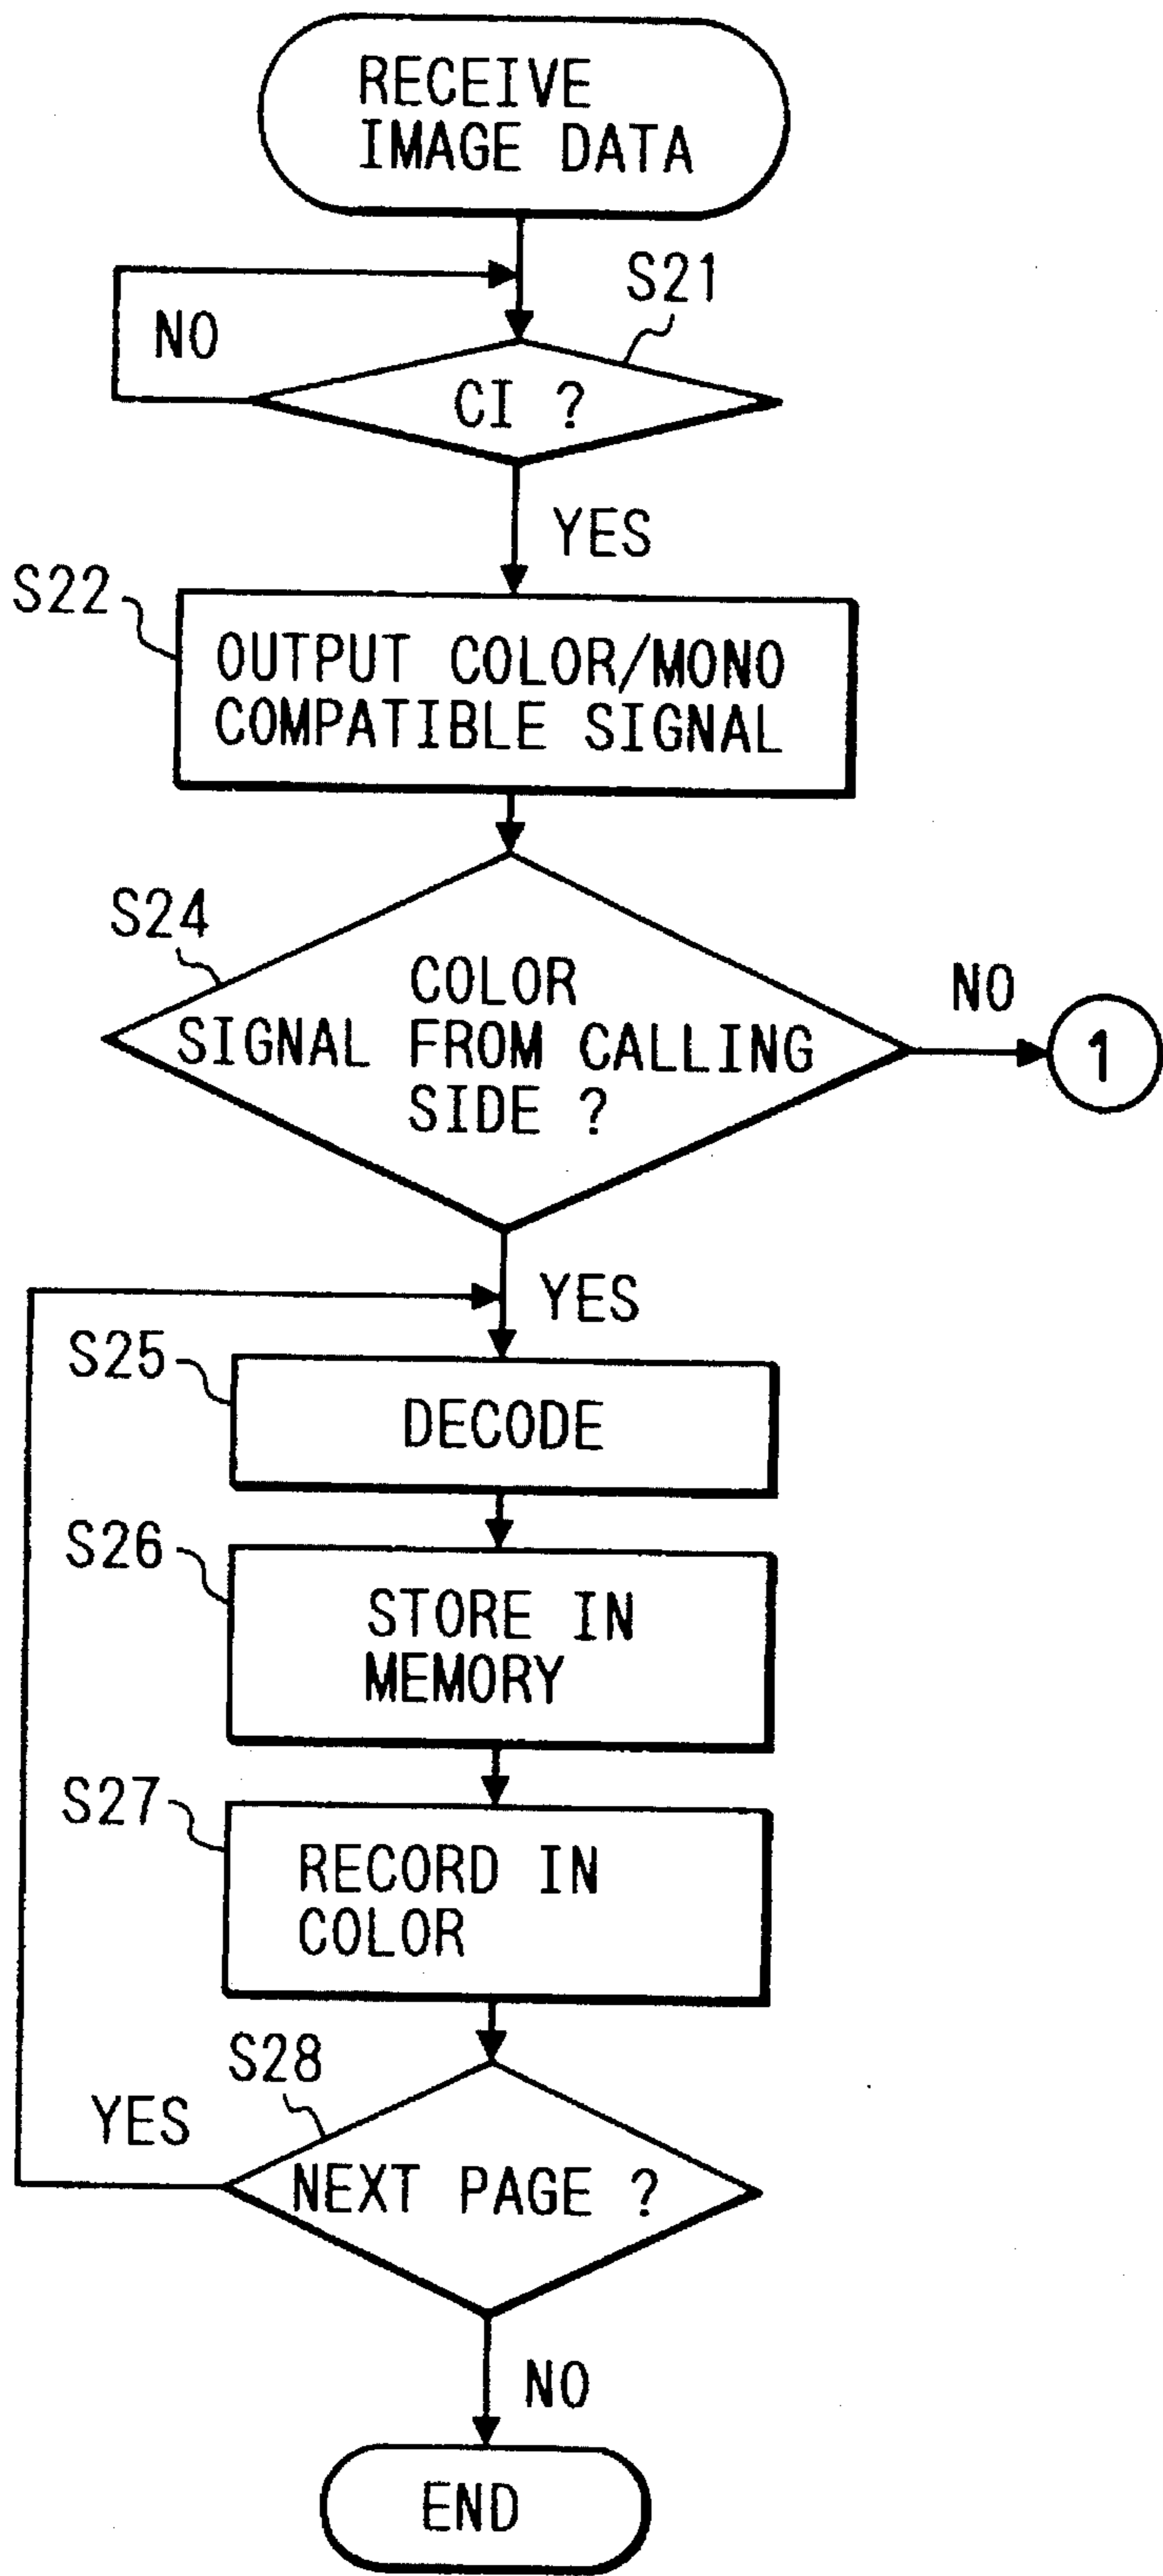 RECEIVE
IMAGE DATA
S21
NO
CI ?
YES
S22
OUTPUT COLOR/MONO
COMPATIBLE SIGNAL
S24
COLOR
SIGNAL FROM CALLING
SIDE ?
NO
1
YES
S25
DECODE
S26
STORE IN
MEMORY
S27
RECORD IN
COLOR
S28
YES
NEXT PAGE ?
NO
END